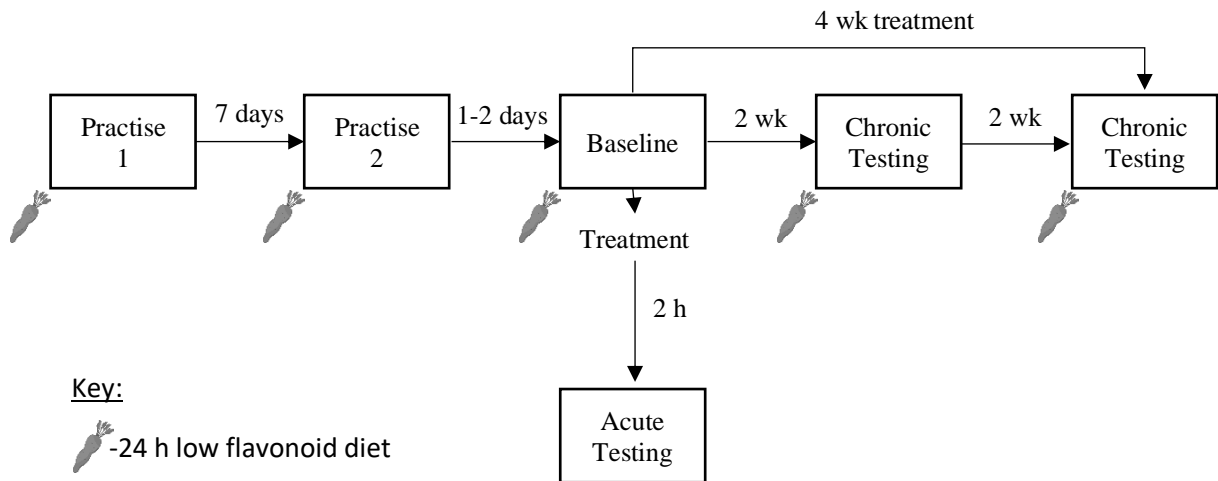 4 wk treatment
Practise
1
7 days
Practise
2
1-2 days
Baseline
2 wk
Chronic
Testing
2 wk
Chronic
Testing
Treatment
2 h
Acute
Testing
Key:
-24 h low flavonoid diet